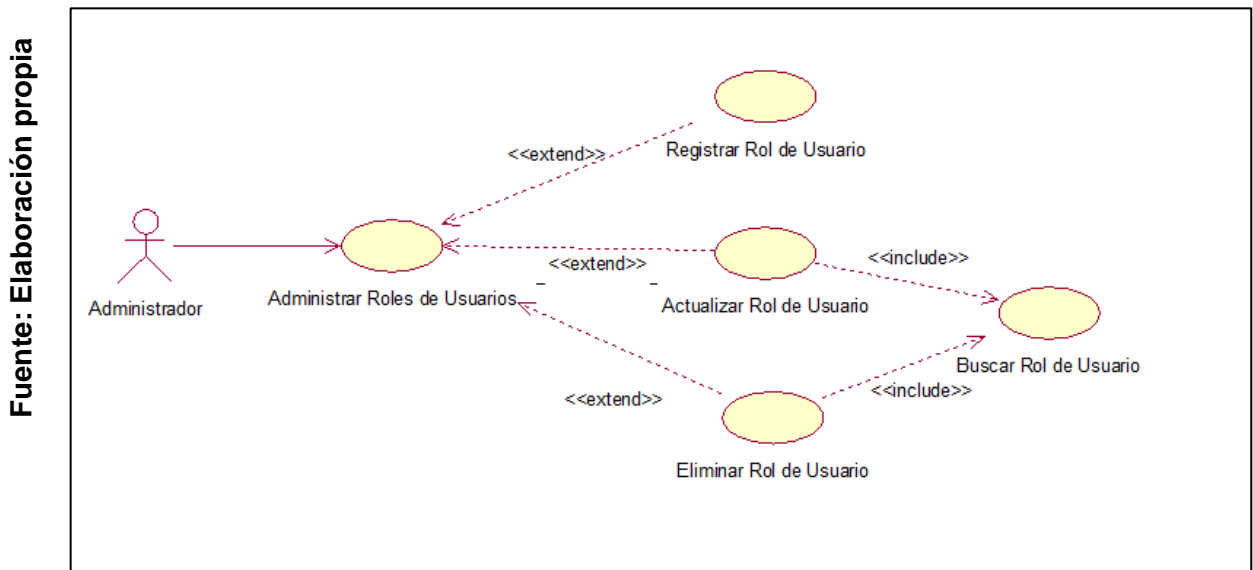 Fuente: Elaboración propia
Registrar Rol de Usuario
<<extend>>
Administrador
Administrar Roles de Usuarios
<<extend>>
Actualizar Rol de Usuario
<<include>>
Buscar Rol de Usuario
<<extend>>
<<include>>
Eliminar Rol de Usuario